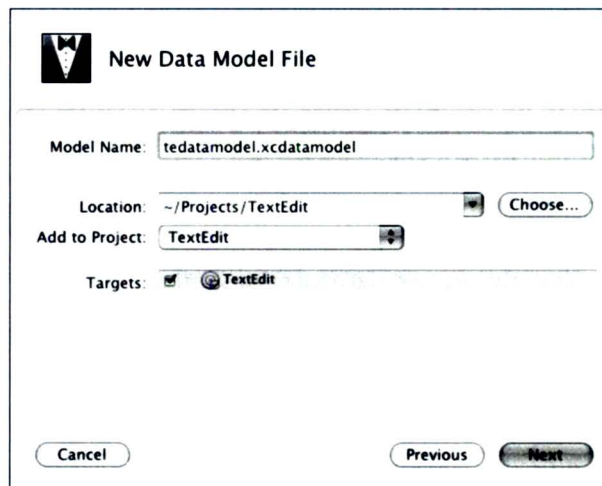 New Data Model File
Model Name: tedatamodel.xcdatamodel
Location: ~/Projects/TextEdit Choose...
Add to Project: TextEdit
Targets: TextEdit
Cancel Previous Next